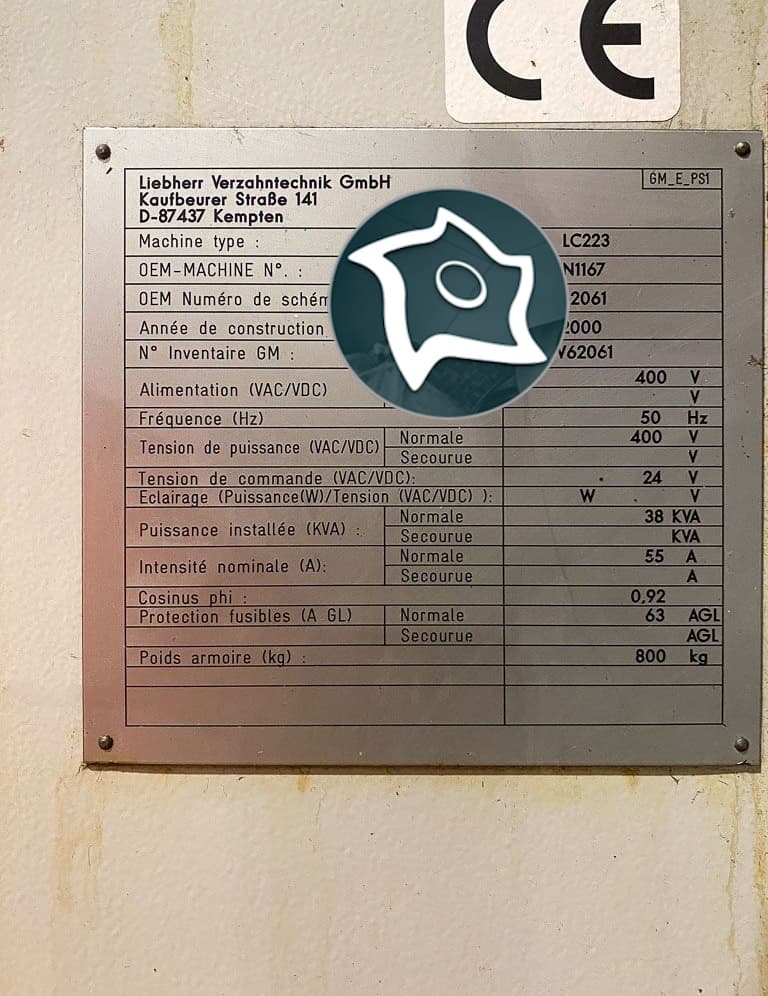 CE
Liebherr Verzahntechnik GmbH GM_E_PS1
Kaufbeurer Straße 141
D-87437 Kempten
Machine type : LC223
OEM-MACHINE N°. : N1167
OEM Numéro de 2061
Année de construction 2000
N° Inventaire GM : 62061
Alimentation (VAC/VDC) 400 V
V
Fréquence (Hz) 50 Hz
Tension de puissance (VAC/VDC) Normale 400 V
Secourue V
Tension de commande (VAC/VDC): 24 V
Eclairage (Puissance(W)/Tension (VAC/VDC) ): W V
Puissance installée (KVA) : Normale 38 KVA
Secourue KVA
Intensité nominale (A): Normale 55 A
Secourue A
Cosinus phi : 0,92
Protection fusibles (A GL) Normale 63 AGL
Secourue AGL
Poids armoire (kg) : 800 kg